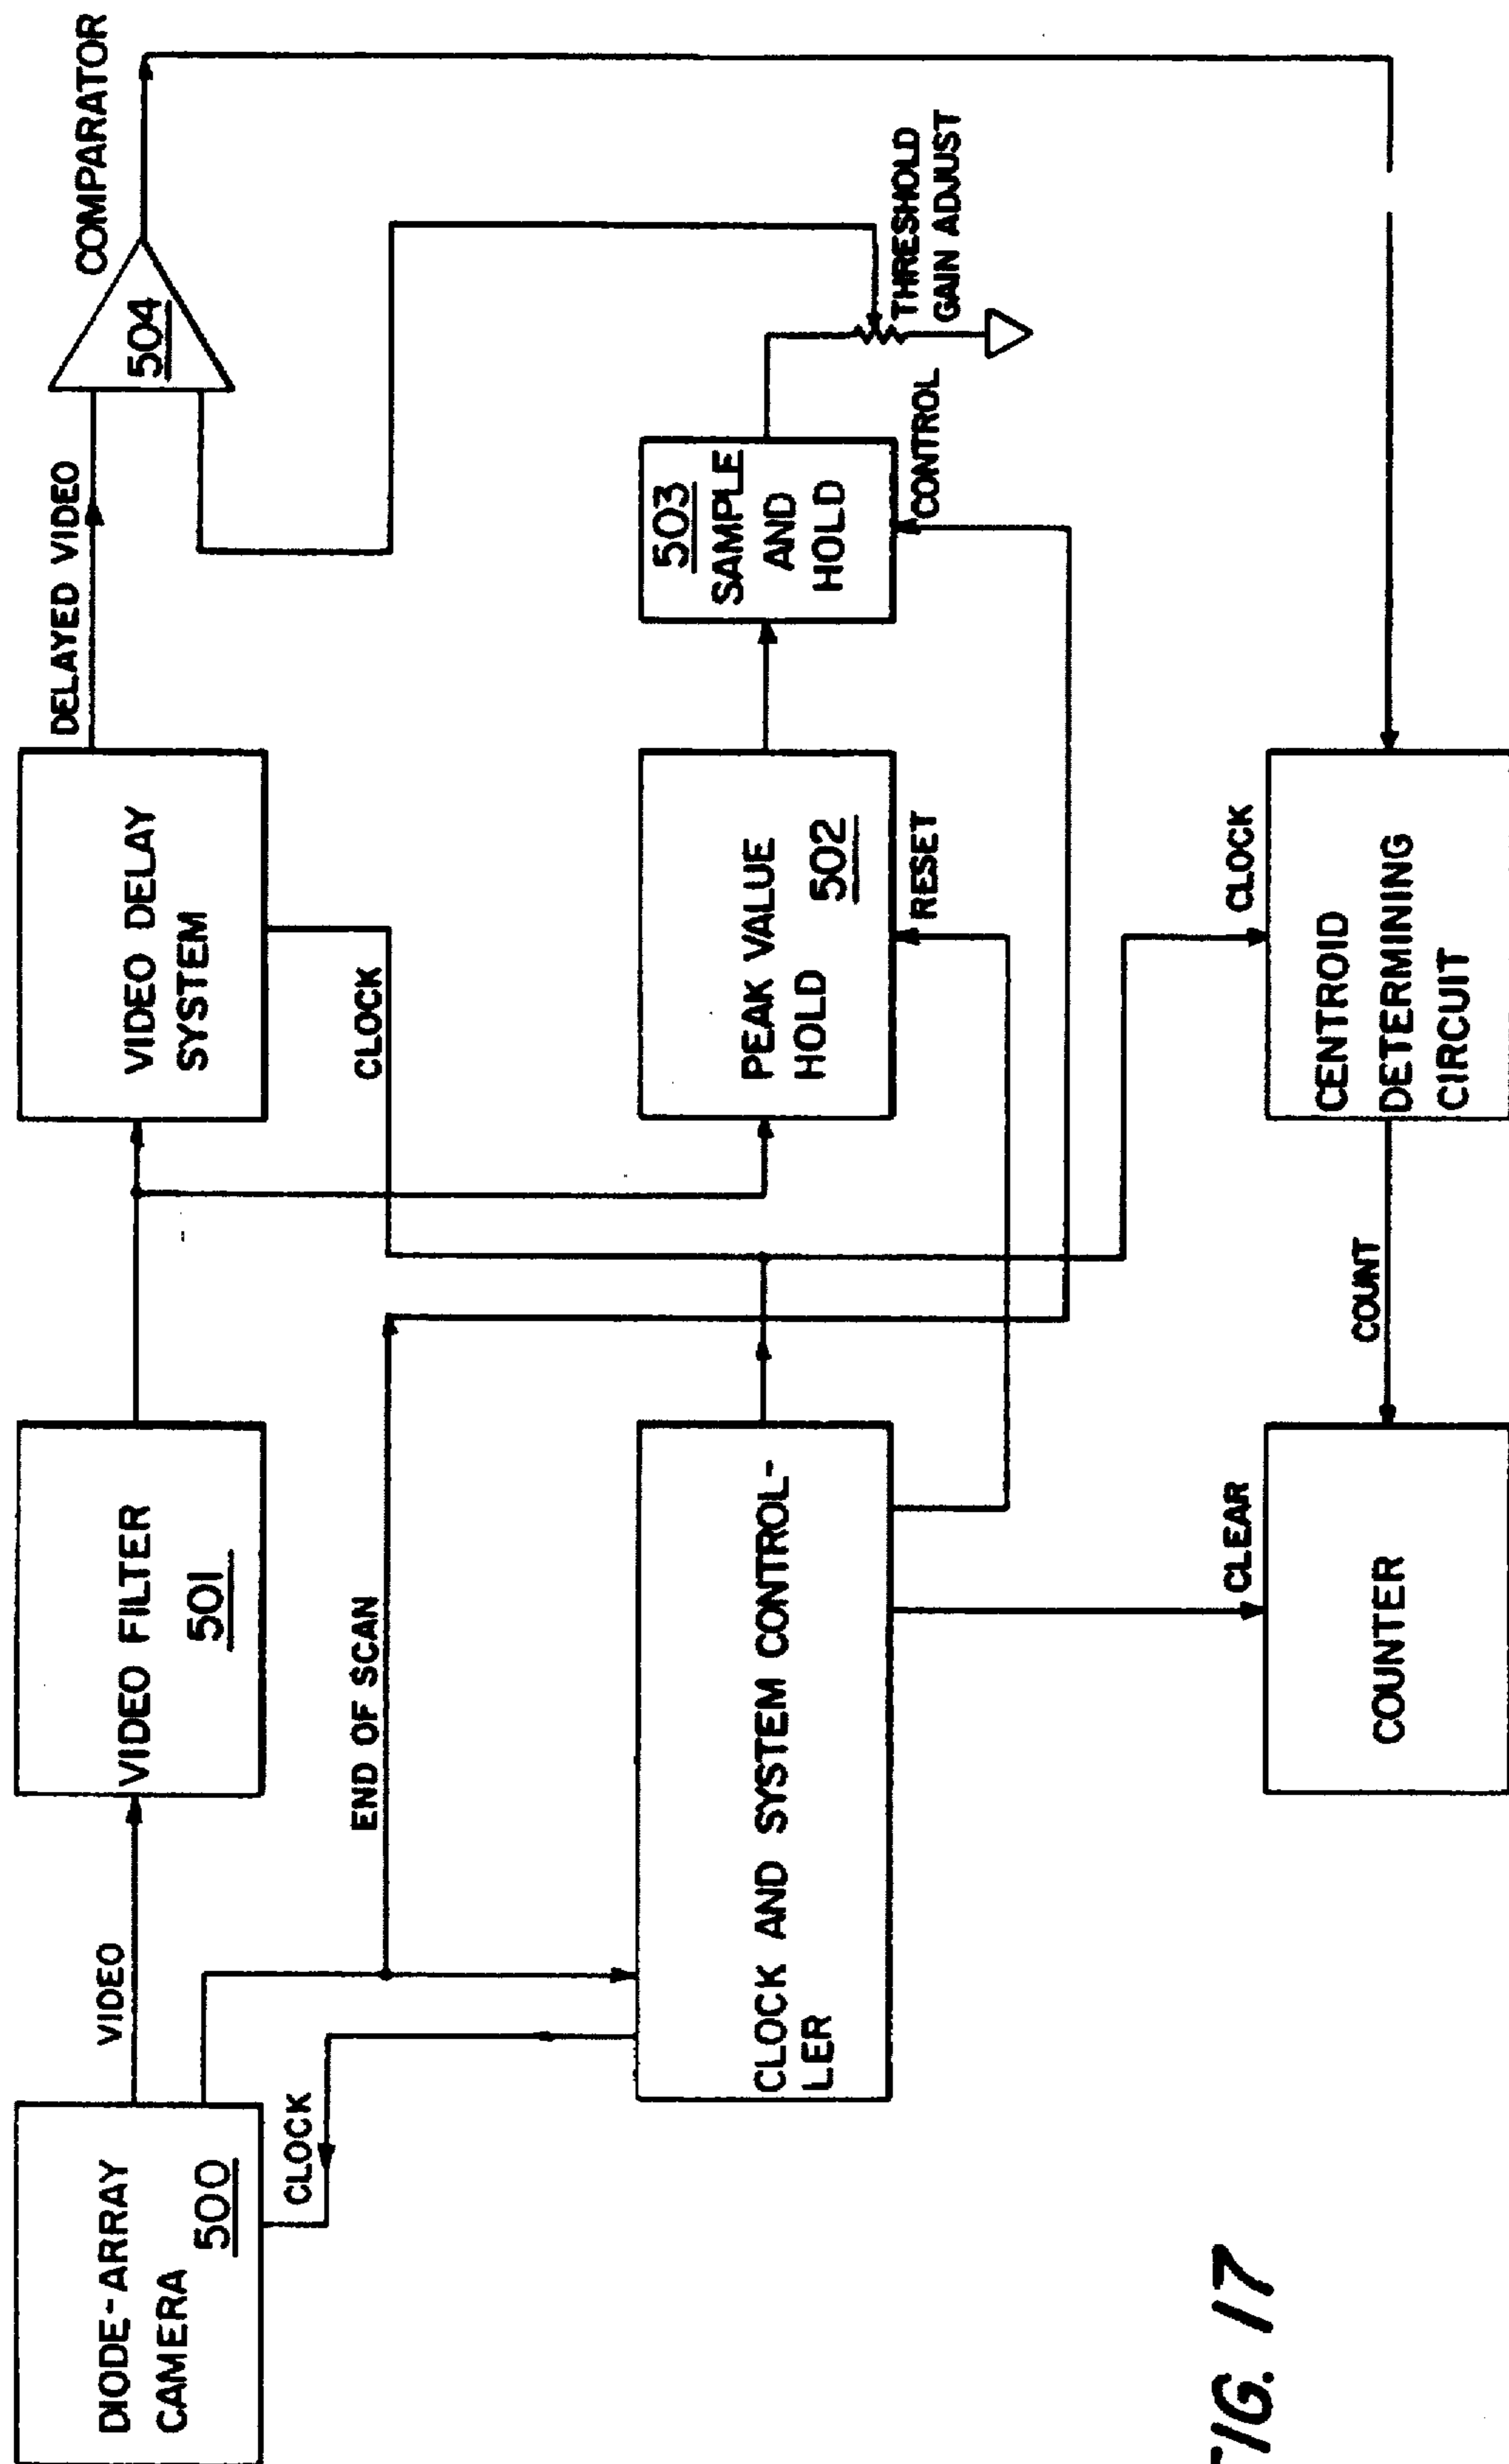 DIODE-ARRAY
CAMERA
500
VIDEO
CLOCK
VIDEO FILTER
501
END OF SCAN
VIDEO DELAY
SYSTEM
CLOCK
DELAYED VIDEO
COMPARATOR
504
CLOCK AND SYSTEM CONTROL-
LER
PEAK VALUE
HOLD
502
RESET
503
SAMPLE
AND
HOLD
CONTROL
THRESHOLD
GAIN ADJUST
CLEAR
COUNTER
COUNT
CLOCK
CENTROID
DETERMINING
CIRCUIT
FIG. 17